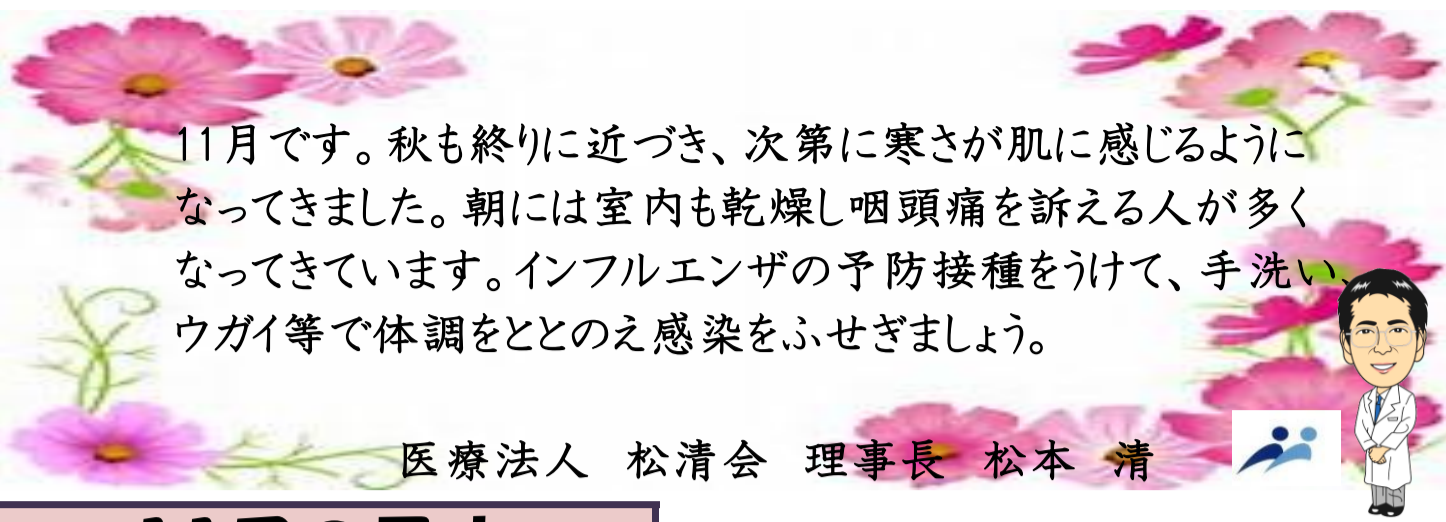 11月です。秋も終りに近づき、次第に寒さが肌に感じるように
なってきました。朝には室内も乾燥し咽頭痛を訴える人が多く
なってきています。インフルエンザの予防接種をうけて、手洗い、
ウガイ等で体調をととのえ感染をふせぎましょう。
医療法人　松清会　理事長　松本　清